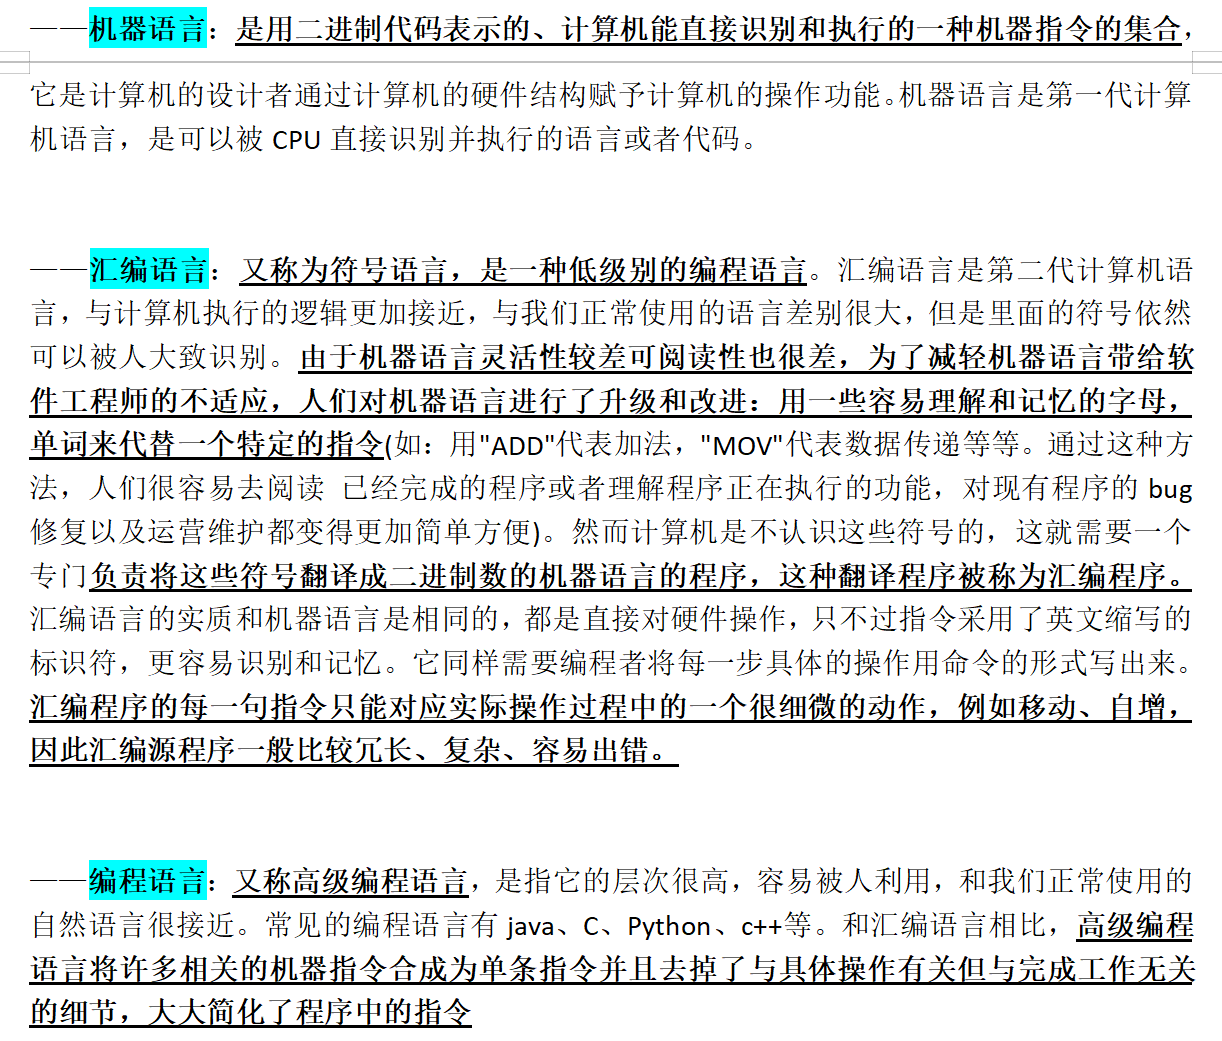 ——机器语言：是用二进制代码表示的、计算机能直接识别和执行的一种机器指令的集合，
它是计算机的设计者通过计算机的硬件结构赋予计算机的操作功能。机器语言是第一代计算
机语言，是可以被 CPU 直接识别并执行的语言或者代码。
——汇编语言：又称为符号语言，是一种低级别的编程语言。汇编语言是第二代计算机语
言，与计算机执行的逻辑更加接近，与我们正常使用的语言差别很大，但是里面的符号依然
可以被人大致识别。由于机器语言灵活性较差可阅读性也很差，为了减轻机器语言带给软
件工程师的不适应，人们对机器语言进行了升级和改进：用一些容易理解和记忆的字母，
单词来代替一个特定的指令(如：用"ADD"代表加法，"MOV"代表数据传递等等。通过这种方
法，人们很容易去阅读 已经完成的程序或者理解程序正在执行的功能，对现有程序的 bug
修复以及运营维护都变得更加简单方便)。然而计算机是不认识这些符号的，这就需要一个
专门负责将这些符号翻译成二进制数的机器语言的程序，这种翻译程序被称为汇编程序。
汇编语言的实质和机器语言是相同的，都是直接对硬件操作，只不过指令采用了英文缩写的
标识符，更容易识别和记忆。它同样需要编程者将每一步具体的操作用命令的形式写出来。
汇编程序的每一句指令只能对应实际操作过程中的一个很细微的动作，例如移动、自增，
因此汇编源程序一般比较冗长、复杂、容易出错。
——编程语言：又称高级编程语言，是指它的层次很高，容易被人利用，和我们正常使用的
自然语言很接近。常见的编程语言有 java、C、Python、c++等。和汇编语言相比，高级编程
语言将许多相关的机器指令合成为单条指令并且去掉了与具体操作有关但与完成工作无关
的细节，大大简化了程序中的指令